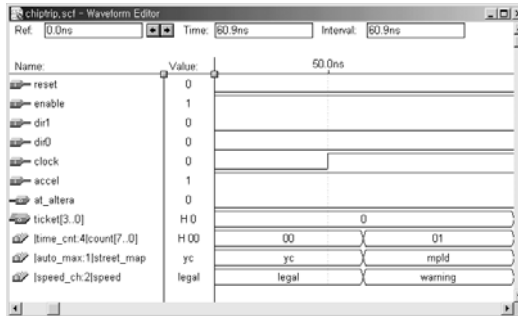 chiptrip.scf - Waveform Editor
Ref: 0.0ns Time: 60.9ns Interval: 60.9ns
Name: Value: 50.0ns
reset 0
enable 1
dir1 0
dir0 0
clock 0
accel 1
at_altera 0
ticket[3..0] H 0 0
|time_cnt:4|count[7..0] H 00 00 01
|auto_max:1|street_map yc yc mpld
|speed_ch:2|speed legal legal warning